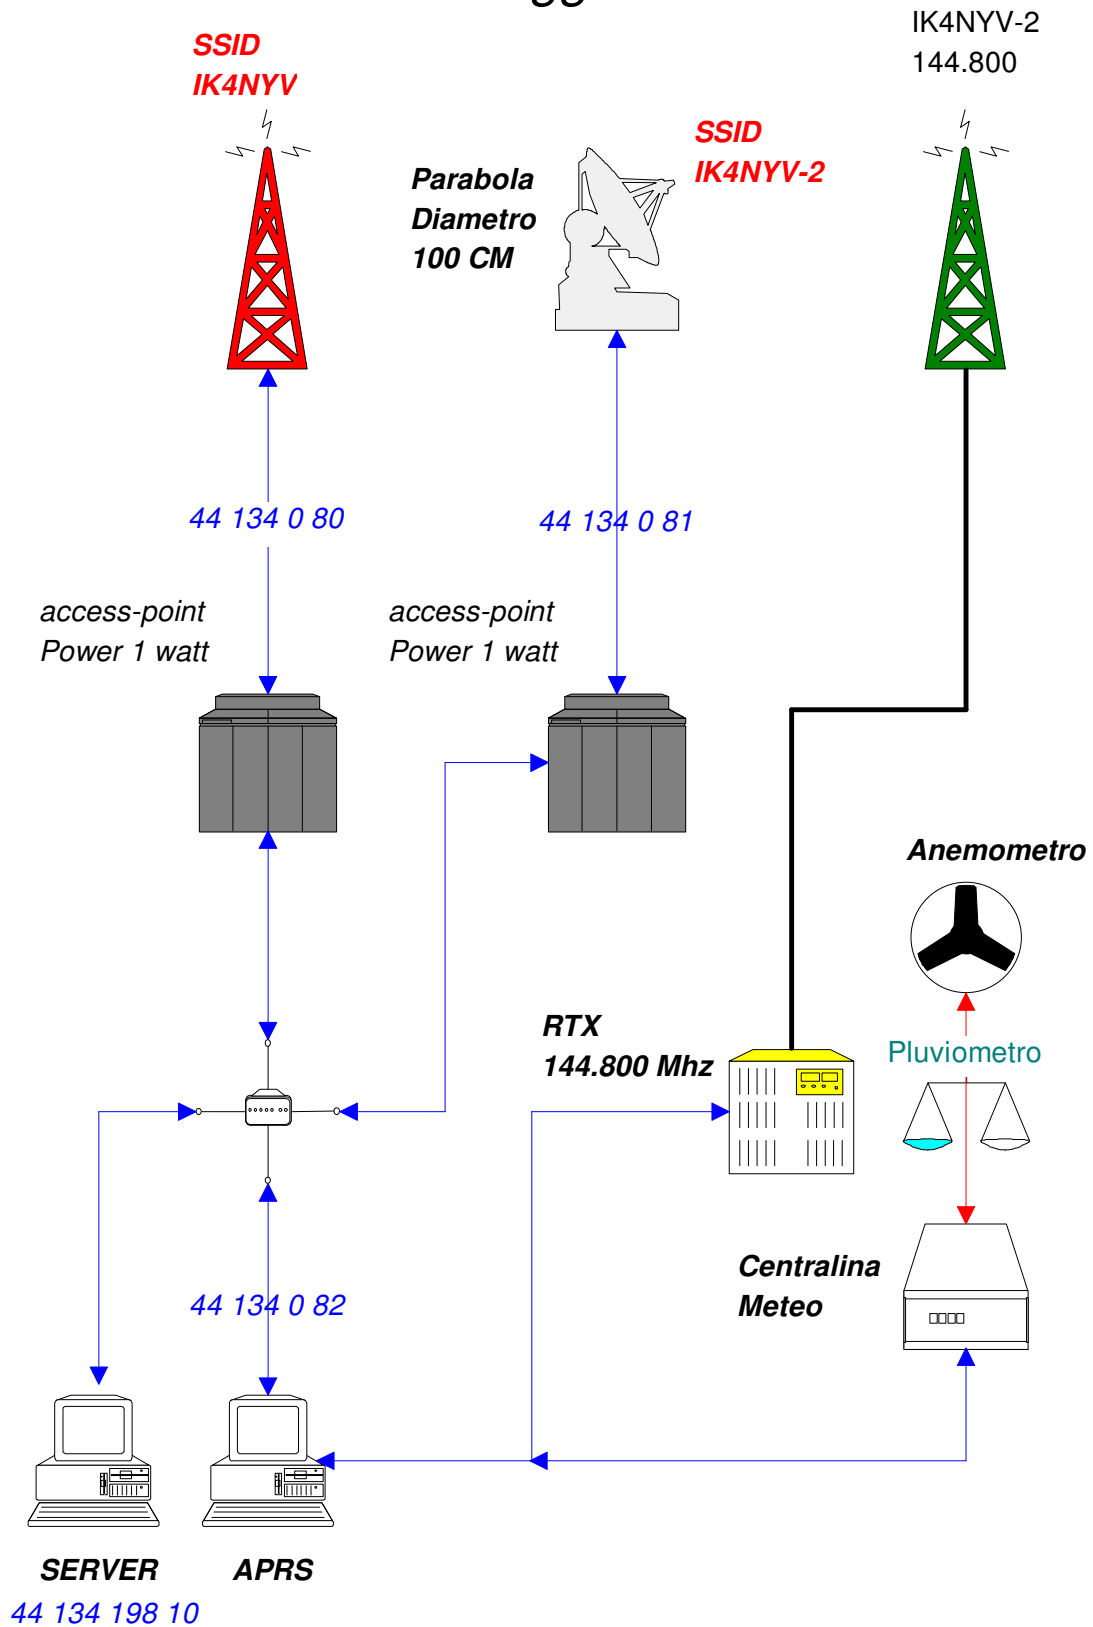 IK4NYV-2
144.800
SSID
IK4NYV
SSID
IK4NYV-2
Parabola
Diametro
100 CM
44 134 0 80
44 134 0 81
access-point
Power 1 watt
access-point
Power 1 watt
Anemometro
RTX
144.800 Mhz
Pluviometro
Centralina
Meteo
44 134 0 82
SERVER
APRS
44 134 198 10